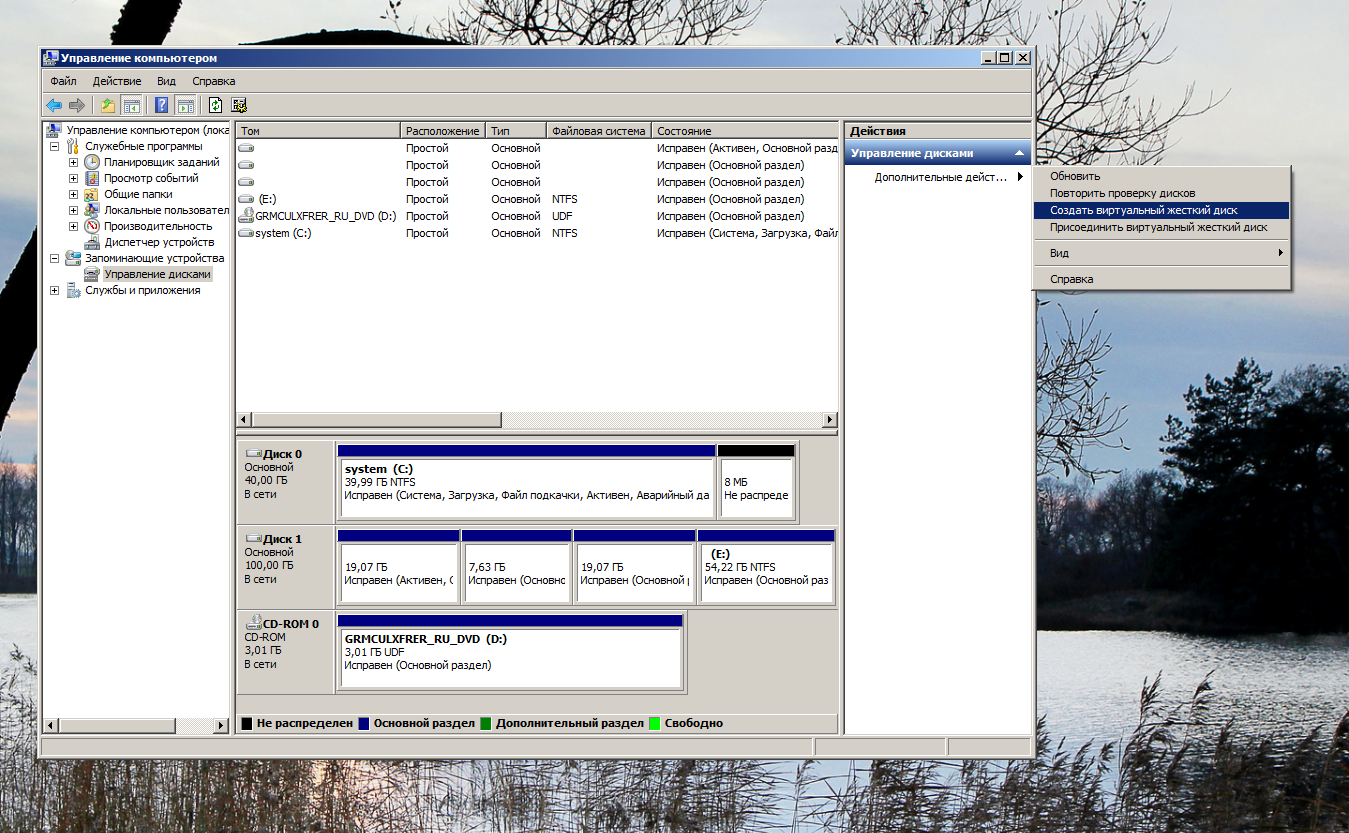 Управление компьютером
Файл Действие Вид Справка
Управление компьютером (лока
Служебные программы
Планировщик заданий
Просмотр событий
Общие папки
Локальные пользовател
Производительность
Диспетчер устройств
Запоминающие устройства
Управление дисками
Службы и приложения
Том Расположение Тип Файловая система Состояние
Простой Основной Исправен (Активен, Основной разд
Простой Основной Исправен (Основной раздел)
Простой Основной Исправен (Основной раздел)
(E:) Простой Основной NTFS Исправен (Основной раздел)
GRMCULXFRER_RU_DVD (D:) Простой Основной UDF Исправен (Основной раздел)
system (C:) Простой Основной NTFS Исправен (Система, Загрузка, Файл
Диск 0
Основной
40,00 ГБ
В сети
system (C:)
39,99 ГБ NTFS
Исправен (Система, Загрузка, Файл подкачки, Активен, Аварийный да
8 МБ
Не распреде
Диск 1
Основной
100,00 ГБ
В сети
19,07 ГБ
Исправен (Активен, О
7,63 ГБ
Исправен (Основно
19,07 ГБ
Исправен (Основной р
(E:)
54,22 ГБ NTFS
Исправен (Основной раз
CD-ROM 0
CD-ROM
3,01 ГБ
В сети
GRMCULXFRER_RU_DVD (D:)
3,01 ГБ UDF
Исправен (Основной раздел)
Не распределен Основной раздел Дополнительный раздел Свободно
Действия
Управление дисками
Дополнительные дейст...
Обновить
Повторить проверку дисков
Создать виртуальный жесткий диск
Присоединить виртуальный жесткий диск
Вид
Справка